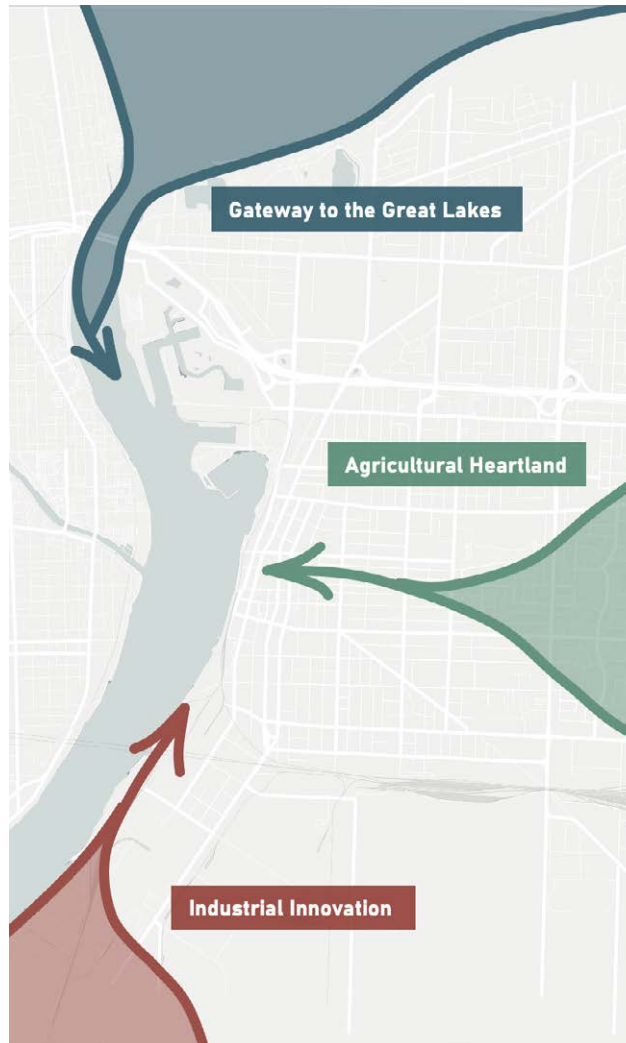 Gateway to the Great Lakes
Agricultural Heartland
Industrial Innovation